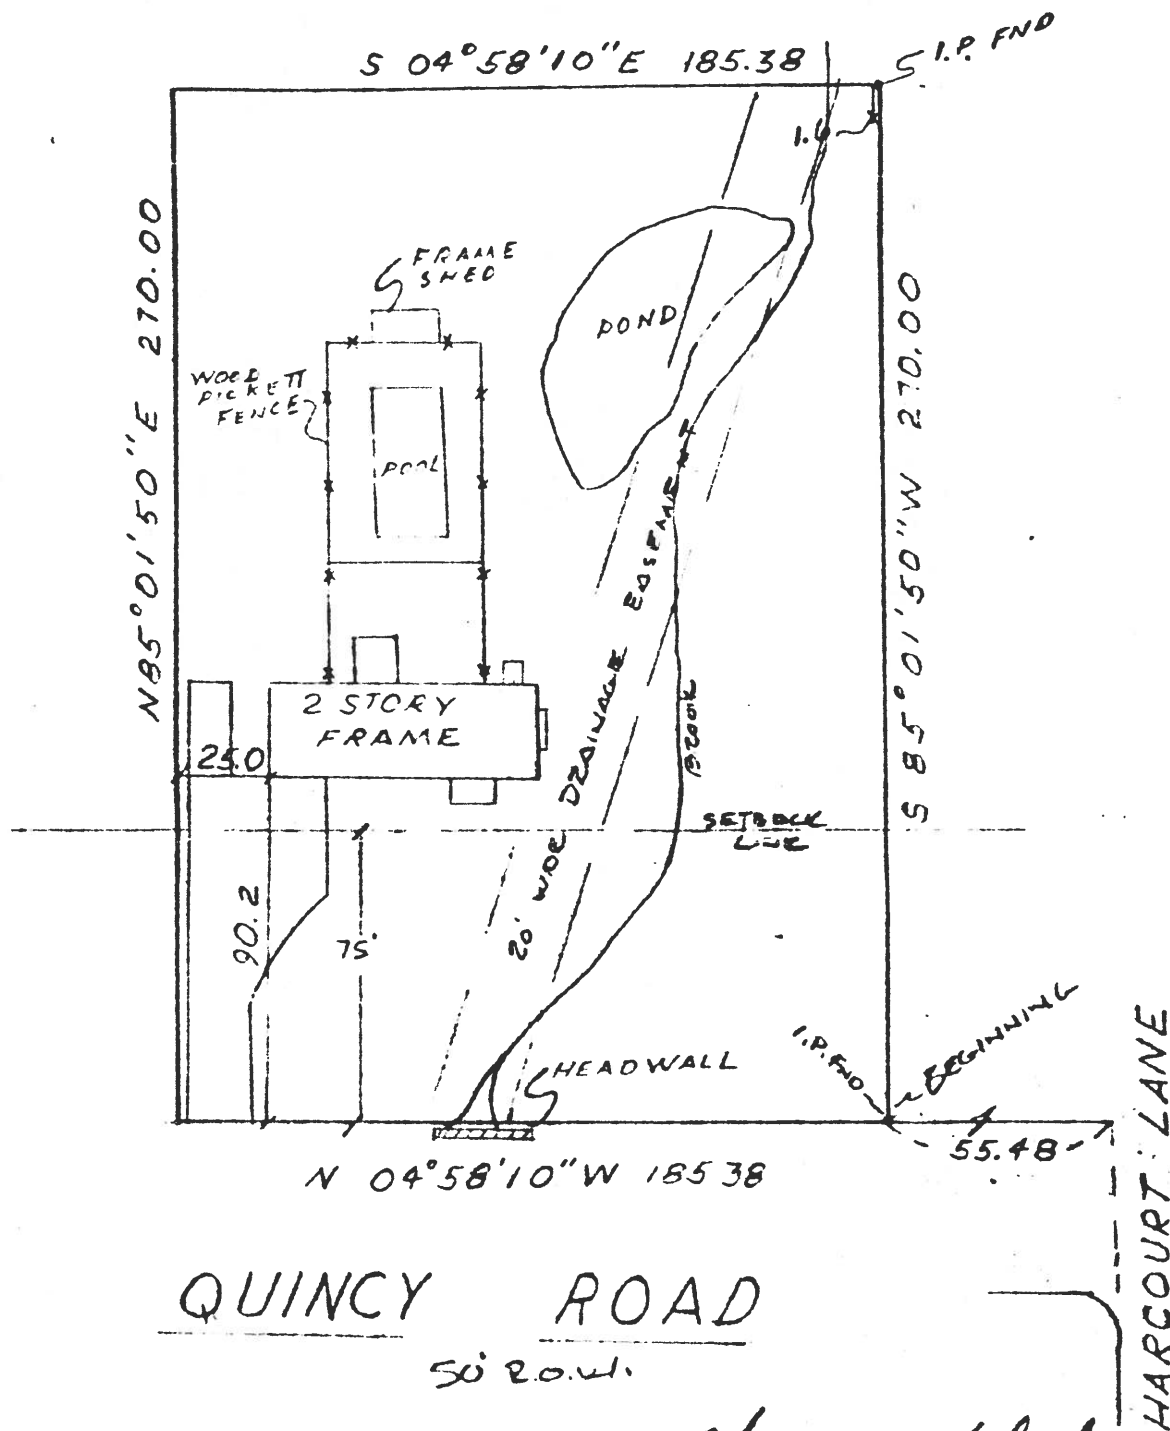 I.P. FND
S 04°58'10"E 185.38
1.6
FRAME
SHED
N85°01'50"E 270.00
S 85°01'50"W 270.00
POND
WOOD
PICKETT
FENCE
POOL
20' WIDE DRAINAGE EASEMENT
BROOK
2 STORY
FRAME
25.0
SETBACK
LINE
90.2
75'
I.P. FND
BEGINNING
HEADWALL
55.48
N 04°58'10"W 185 38
HARCOURT LANE
QUINCY ROAD
50' R.O.W.